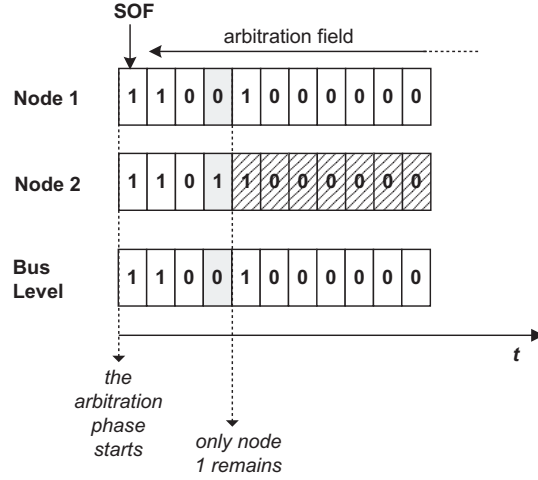 SOF
arbitration field
Node 1 1 1 0 0 1 0 0 0 0 0 0
Node 2 1 1 0 1 1 0 0 0 0 0 0
Bus
Level 1 1 0 0 1 0 0 0 0 0 0
t
the
arbitration
phase
starts
only node
1 remains